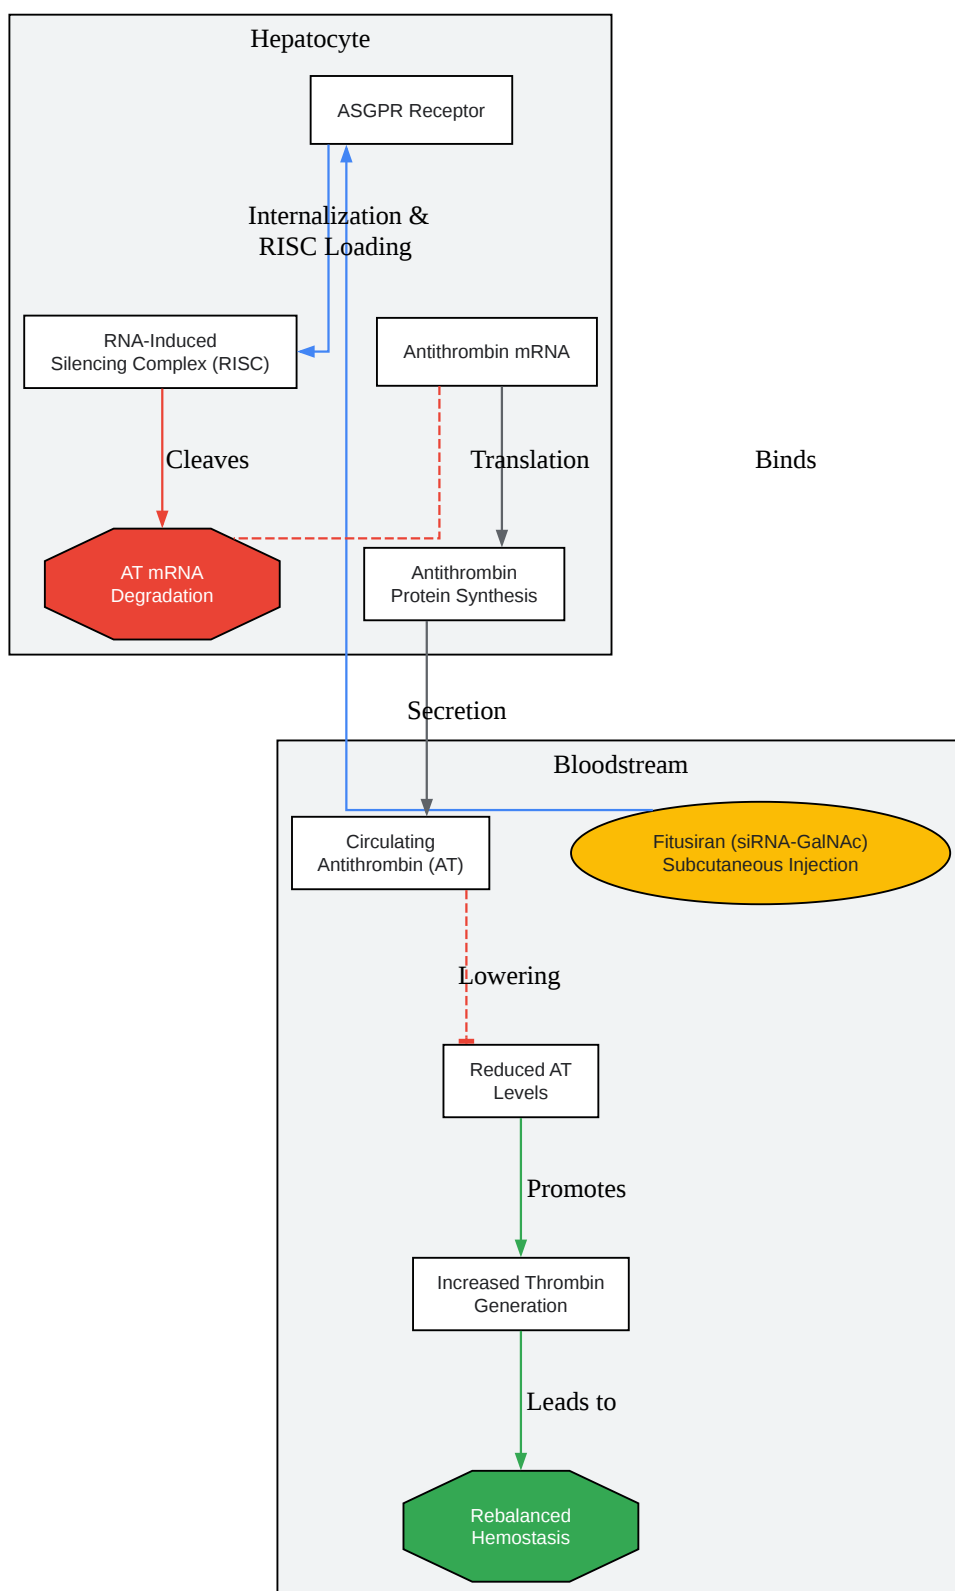 Hepatocyte
ASGPR Receptor
Internalization &
RISC Loading
RNA-Induced
Silencing Complex (RISC)
Antithrombin mRNA
Cleaves
Translation
Binds
AT mRNA
Degradation
Antithrombin
Protein Synthesis
Secretion
Bloodstream
Circulating
Antithrombin (AT)
Fitusiran (siRNA-GalNAc)
Subcutaneous Injection
Lowering
Reduced AT
Levels
Promotes
Increased Thrombin
Generation
Leads to
Rebalanced
Hemostasis